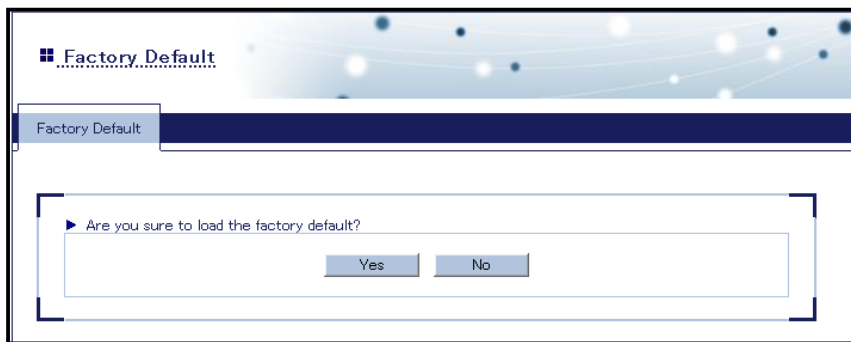 Factory Default
Factory Default
Are you sure to load the factory default?
Yes No